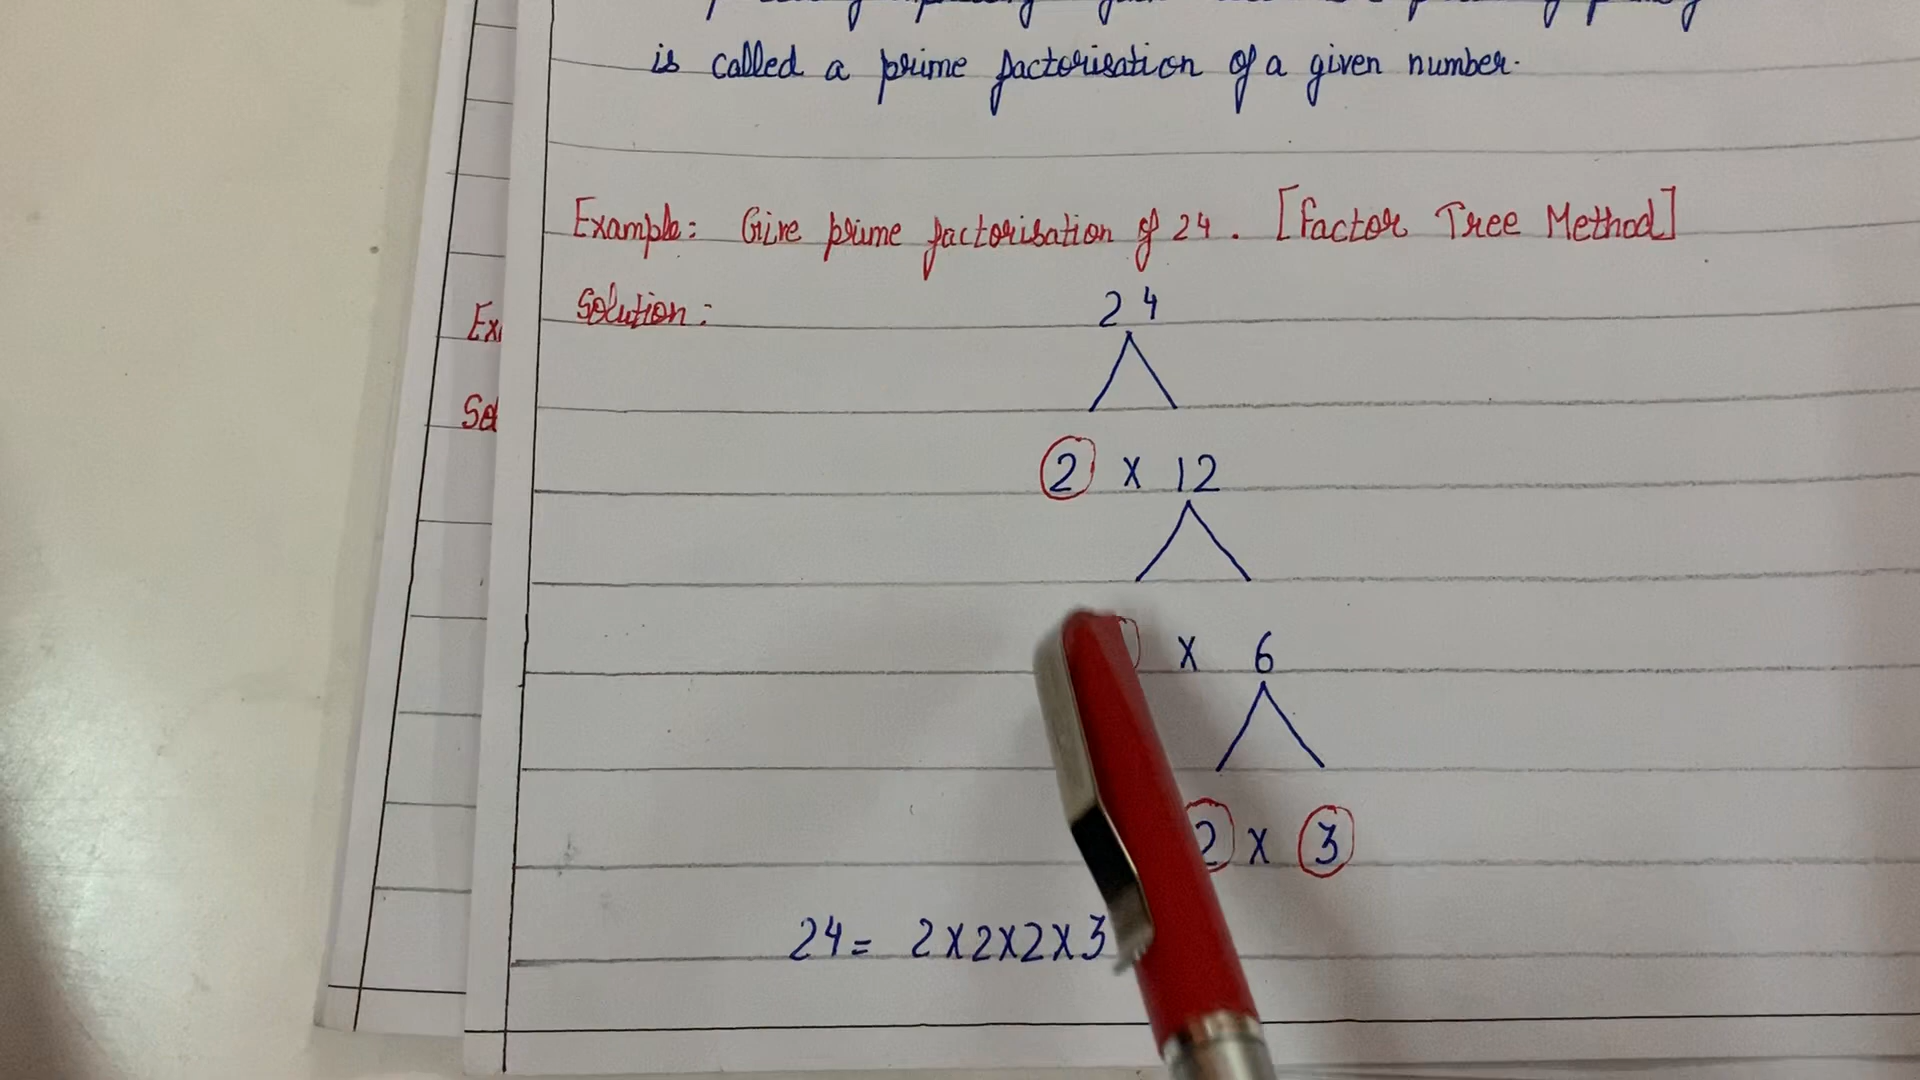 is called a prime factorisation of a given number.
Example: Give prime factorisation of 24. [Factor Tree Method]
Ex
Solution:
24
Sol
2 x 12
x 6
2 x 3
24 = 2x2x2x3